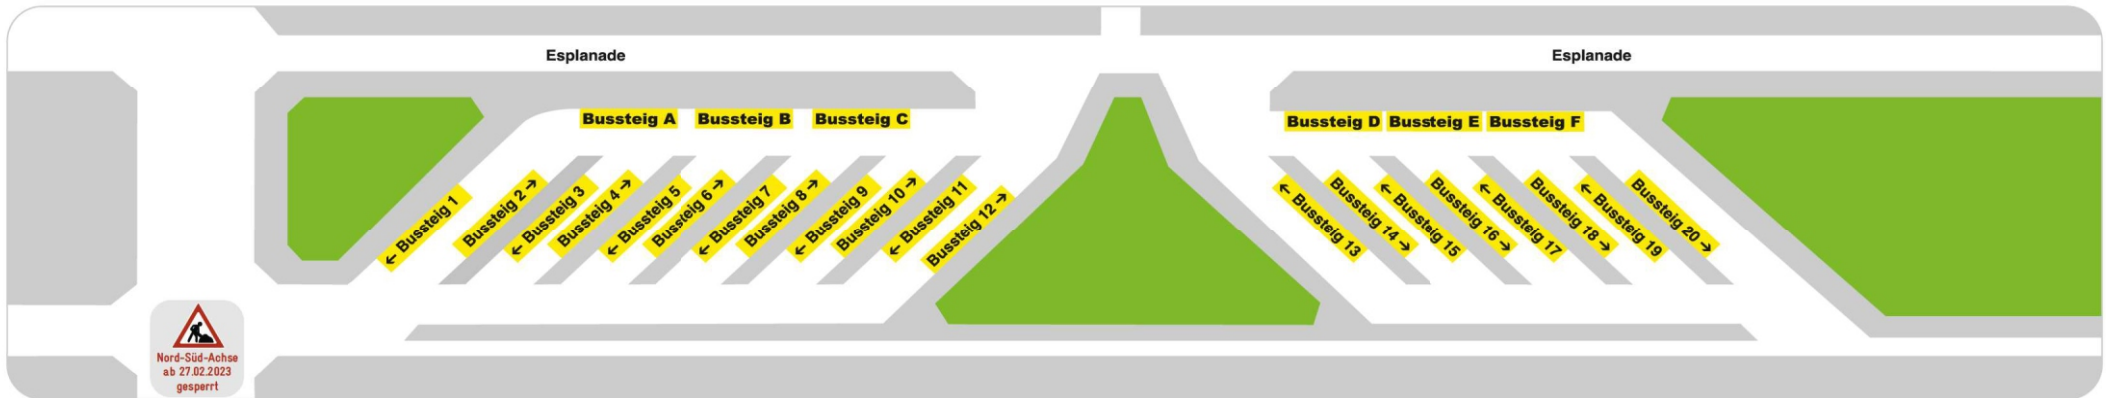 Esplanade
Esplanade
Bussteig A
Bussteig B
Bussteig C
Bussteig D
Bussteig E
Bussteig F
← Bussteig 1
Bussteig 2 →
← Bussteig 3
Bussteig 4 →
← Bussteig 5
Bussteig 6 →
← Bussteig 7
Bussteig 8 →
← Bussteig 9
Bussteig 10 →
← Bussteig 11
Bussteig 12 →
← Bussteig 13
Bussteig 14 →
← Bussteig 15
Bussteig 16 →
← Bussteig 17
Bussteig 18 →
← Bussteig 19
Bussteig 20 →
Nord-Süd-Achse
ab 27.02.2023
gesperrt